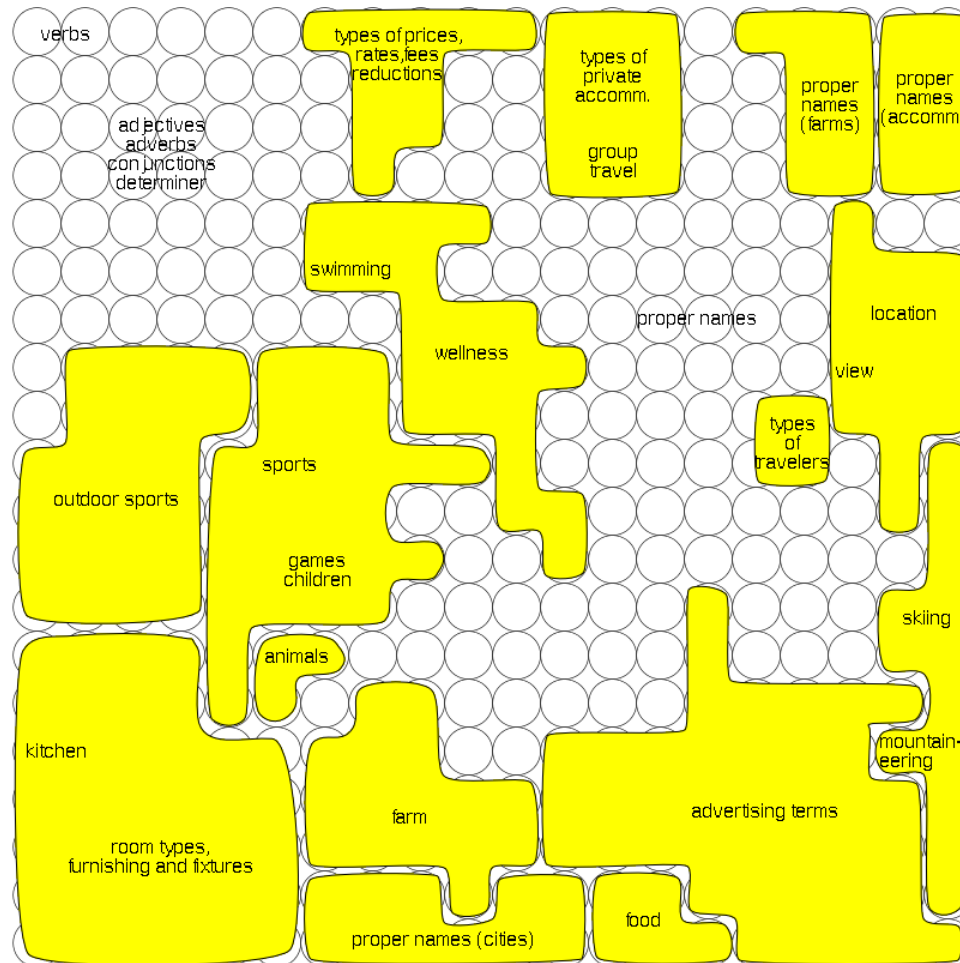 verbs
types of prices,
rates,fees
reductions
types of
private
accomm.
group
travel
proper
names
(farms)
proper
names
(accomm
adjectives
adverbs
conjunctions
determiner
swimming
wellness
proper names
location
view
types
of
travelers
outdoor sports
sports
games
children
skiing
animals
kitchen
mountain-
eering
room types,
furnishing and fixtures
farm
advertising terms
food
proper names (cities)